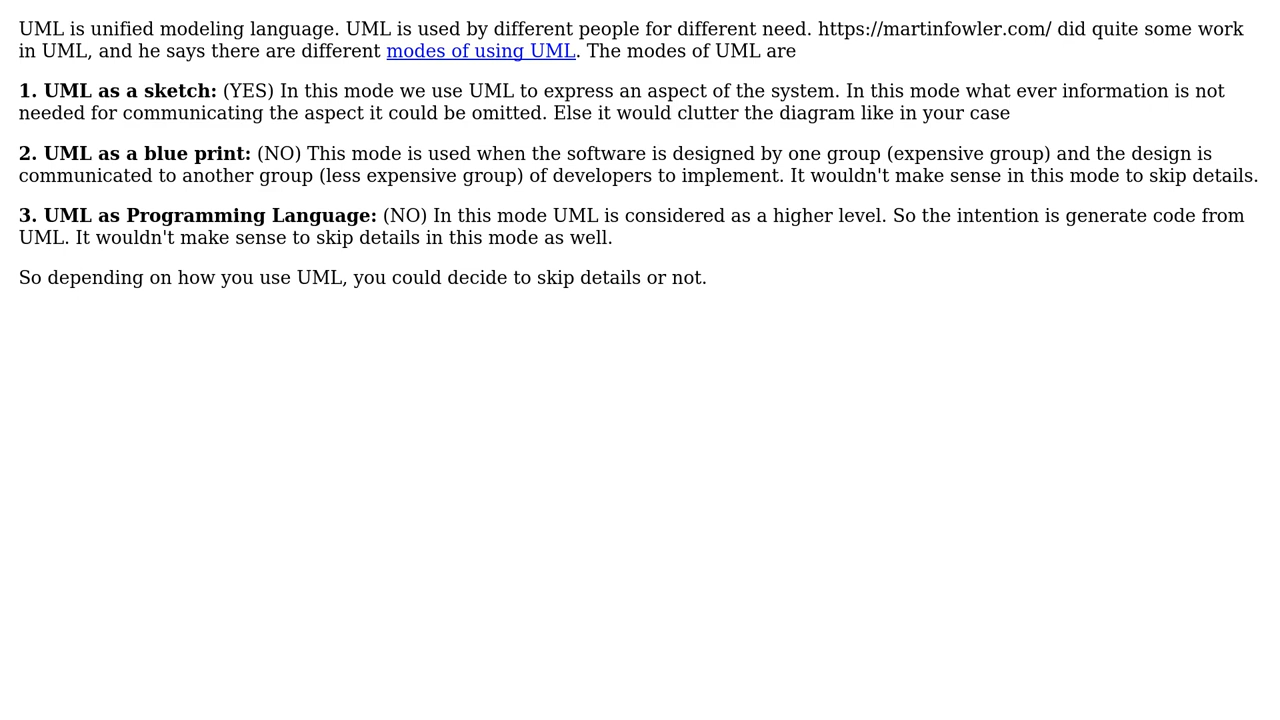 UML is unified modeling language. UML is used by different people for different need. https://martinfowler.com/ did quite some work
in UML, and he says there are different modes of using UML. The modes of UML are
1. UML as a sketch: (YES) In this mode we use UML to express an aspect of the system. In this mode what ever information is not
needed for communicating the aspect it could be omitted. Else it would clutter the diagram like in your case
2. UML as a blue print: (NO) This mode is used when the software is designed by one group (expensive group) and the design is
communicated to another group (less expensive group) of developers to implement. It wouldn't make sense in this mode to skip details.
3. UML as Programming Language: (NO) In this mode UML is considered as a higher level. So the intention is generate code from
UML. It wouldn't make sense to skip details in this mode as well.
So depending on how you use UML, you could decide to skip details or not.